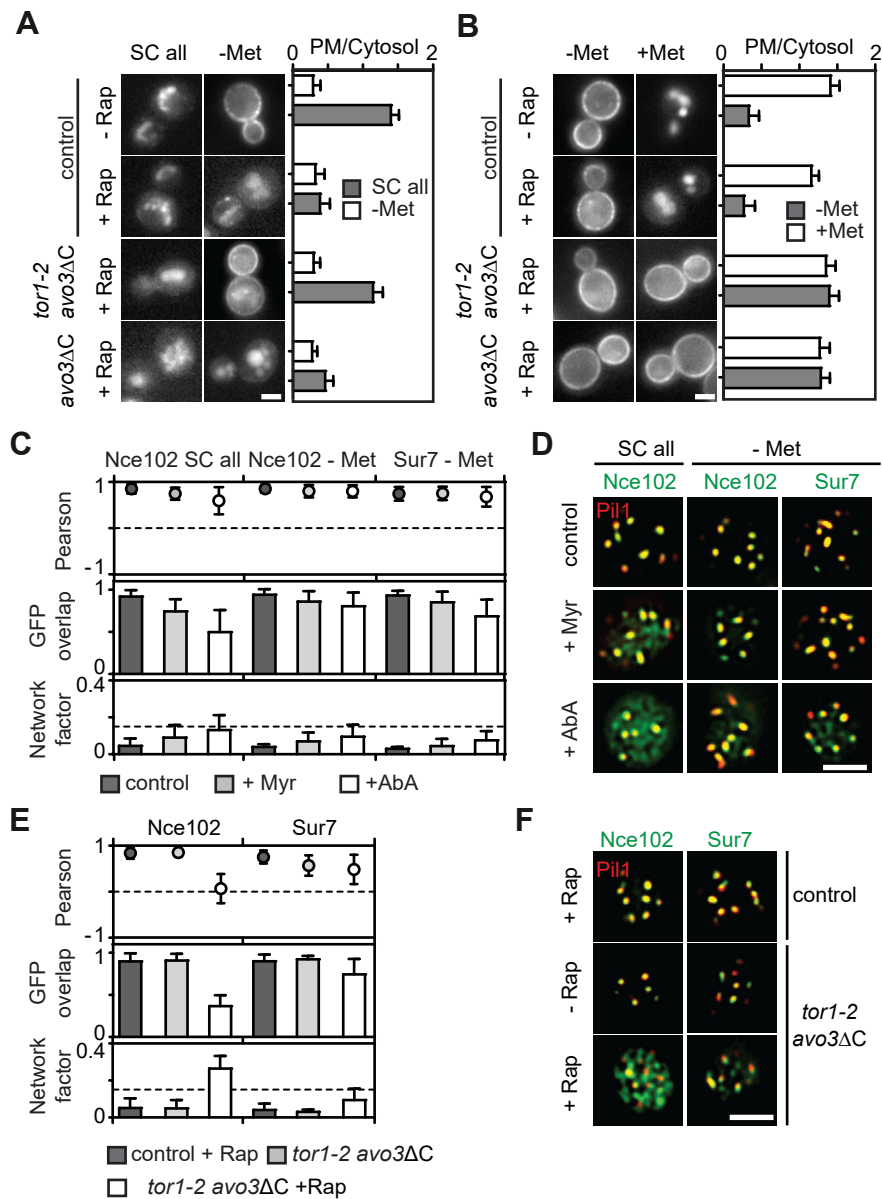 A
SC all
-Met
0 PM/Cytosol 2
control
- Rap
+ Rap
tor1-2
avo3ΔC
+ Rap
avo3ΔC
+ Rap
SC all
-Met
B
-Met
+Met
0 PM/Cytosol 2
control
- Rap
+ Rap
tor1-2
avo3ΔC
+ Rap
avo3ΔC
+ Rap
-Met
+Met
C
Nce102 SC all
Nce102 - Met
Sur7 - Met
1
Pearson
-1
1
GFP
overlap
0
0.4
Network
factor
0
control
+ Myr
+AbA
D
SC all
- Met
Nce102
Nce102
Sur7
Pil1
control
+ Myr
+ AbA
E
Nce102
Sur7
1
Pearson
-1
1
GFP
overlap
0
0.4
Network
factor
0
control + Rap
tor1-2 avo3ΔC
tor1-2 avo3ΔC +Rap
F
Nce102
Sur7
Pil1
+ Rap
- Rap
+ Rap
control
tor1-2
avo3ΔC